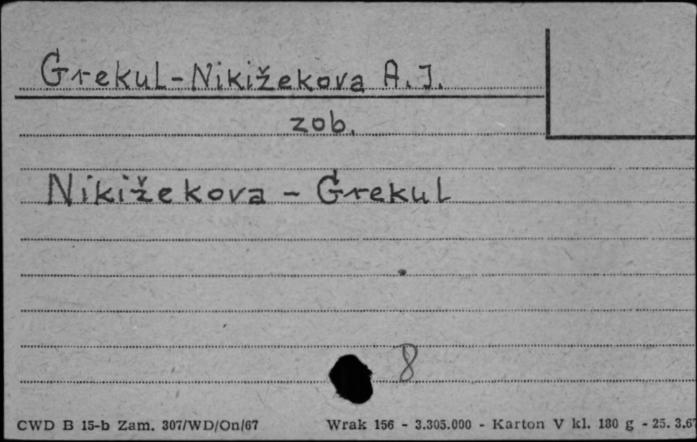 Grekul-Nikižekova A.J.
zob.
Nikižekova - Grekul
8
CWD B 15-b Zam. 307/WD/On/67 Wrak 156 - 3.305.000 - Karton V kl. 180 g - 25. 3.6